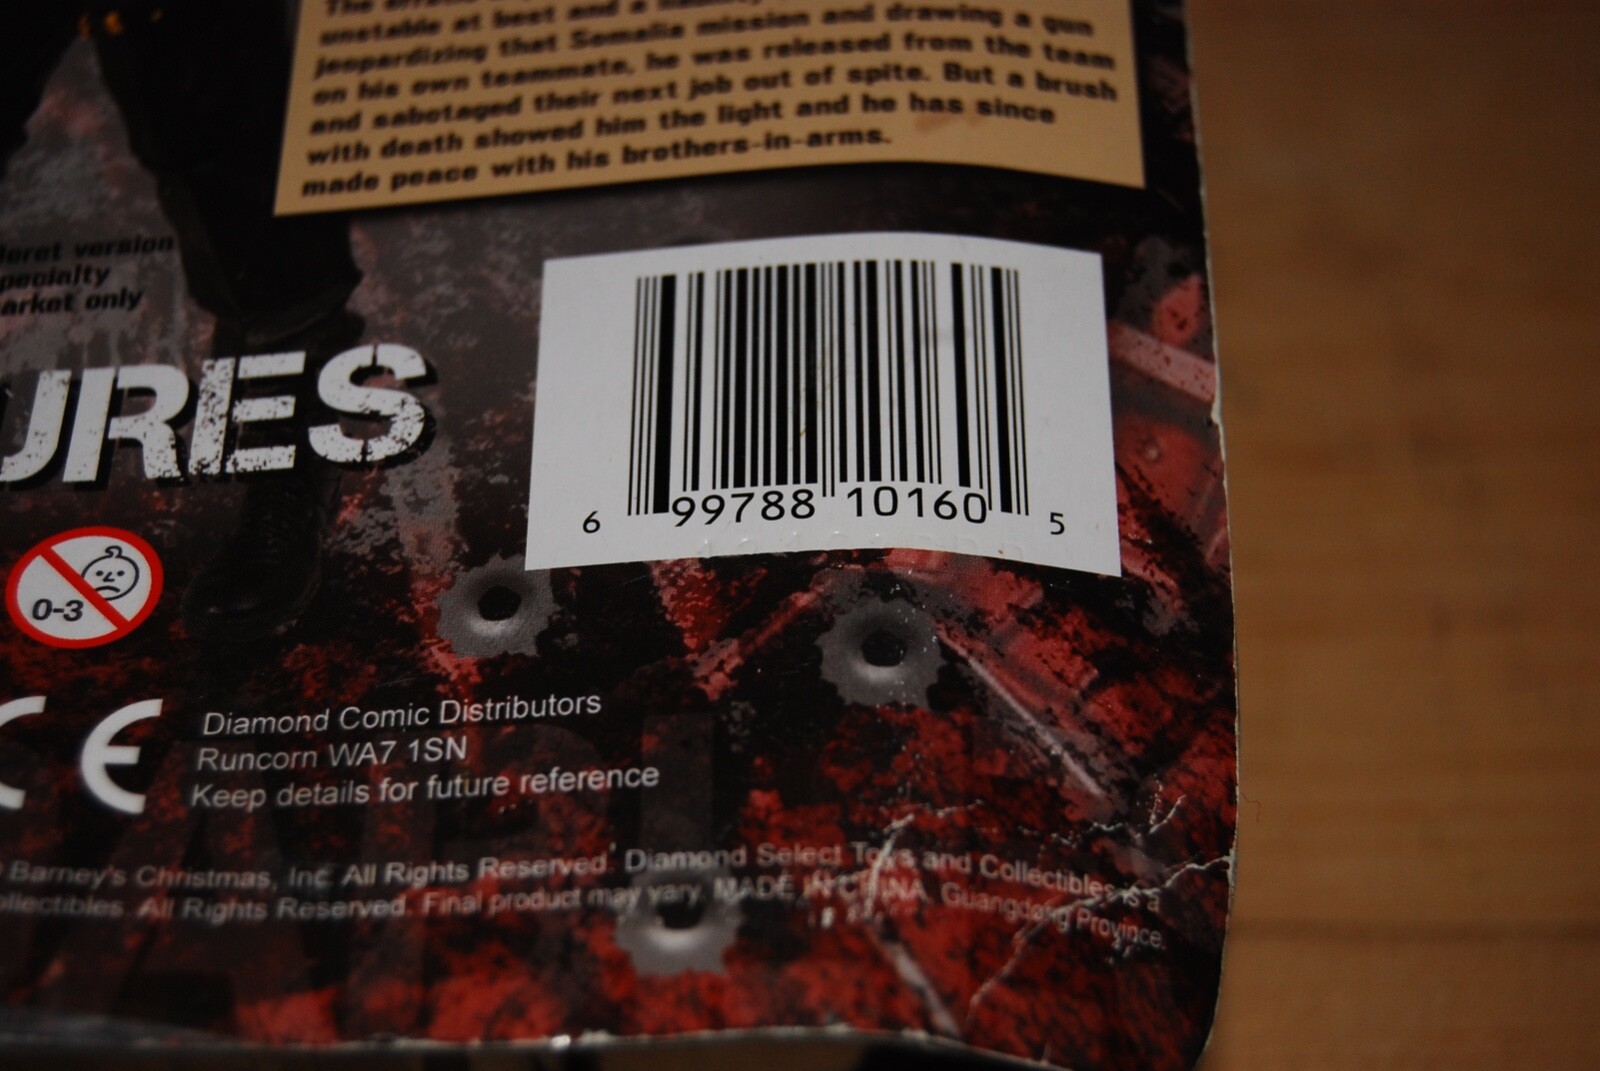 unstable at best and a
jeopardizing that Somalia mission and drawing a gun
on his own teammate, he was released from the team
and sabotaged their next job out of spite. But a brush
with death showed him the light and he has since
made peace with his brothers-in-arms.
version
only
URES
6 99788 10160 5
0-3
CE
Diamond Comic Distributors
Runcorn WA7 1SN
Keep details for future reference
Barney's Christmas, Inc. All Rights Reserved. Diamond Select Toys and Collectibles is a
All Rights Reserved. Final product may vary. MADE IN CHINA. Guangdong Province.